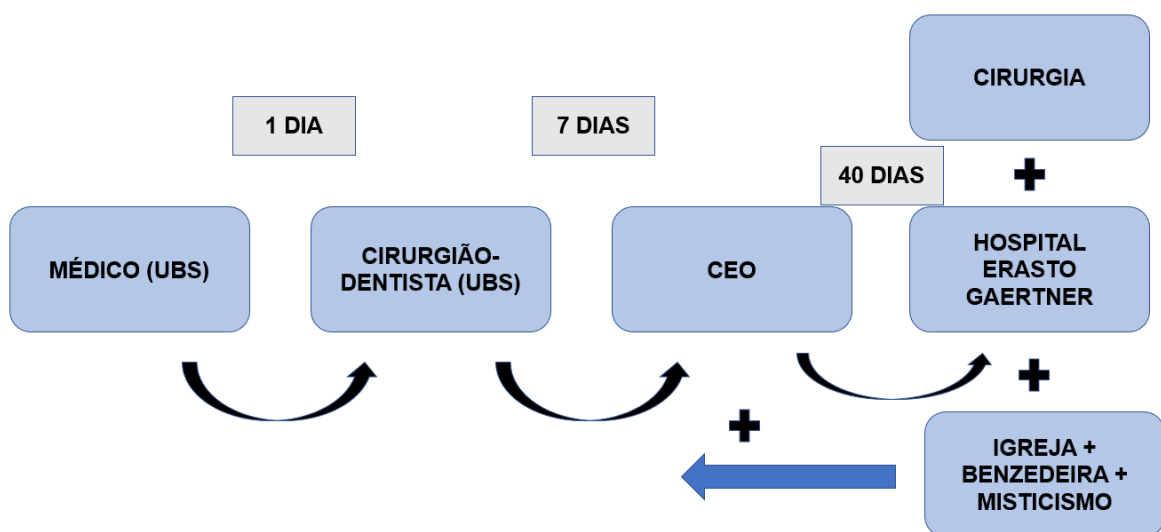 CIRURGIA
1 DIA
7 DIAS
40 DIAS
MÉDICO (UBS)
CIRURGIÃO-
DENTISTA (UBS)
CEO
HOSPITAL
ERASTO
GAERTNER
IGREJA +
BENZEDEIRA +
MISTICISMO